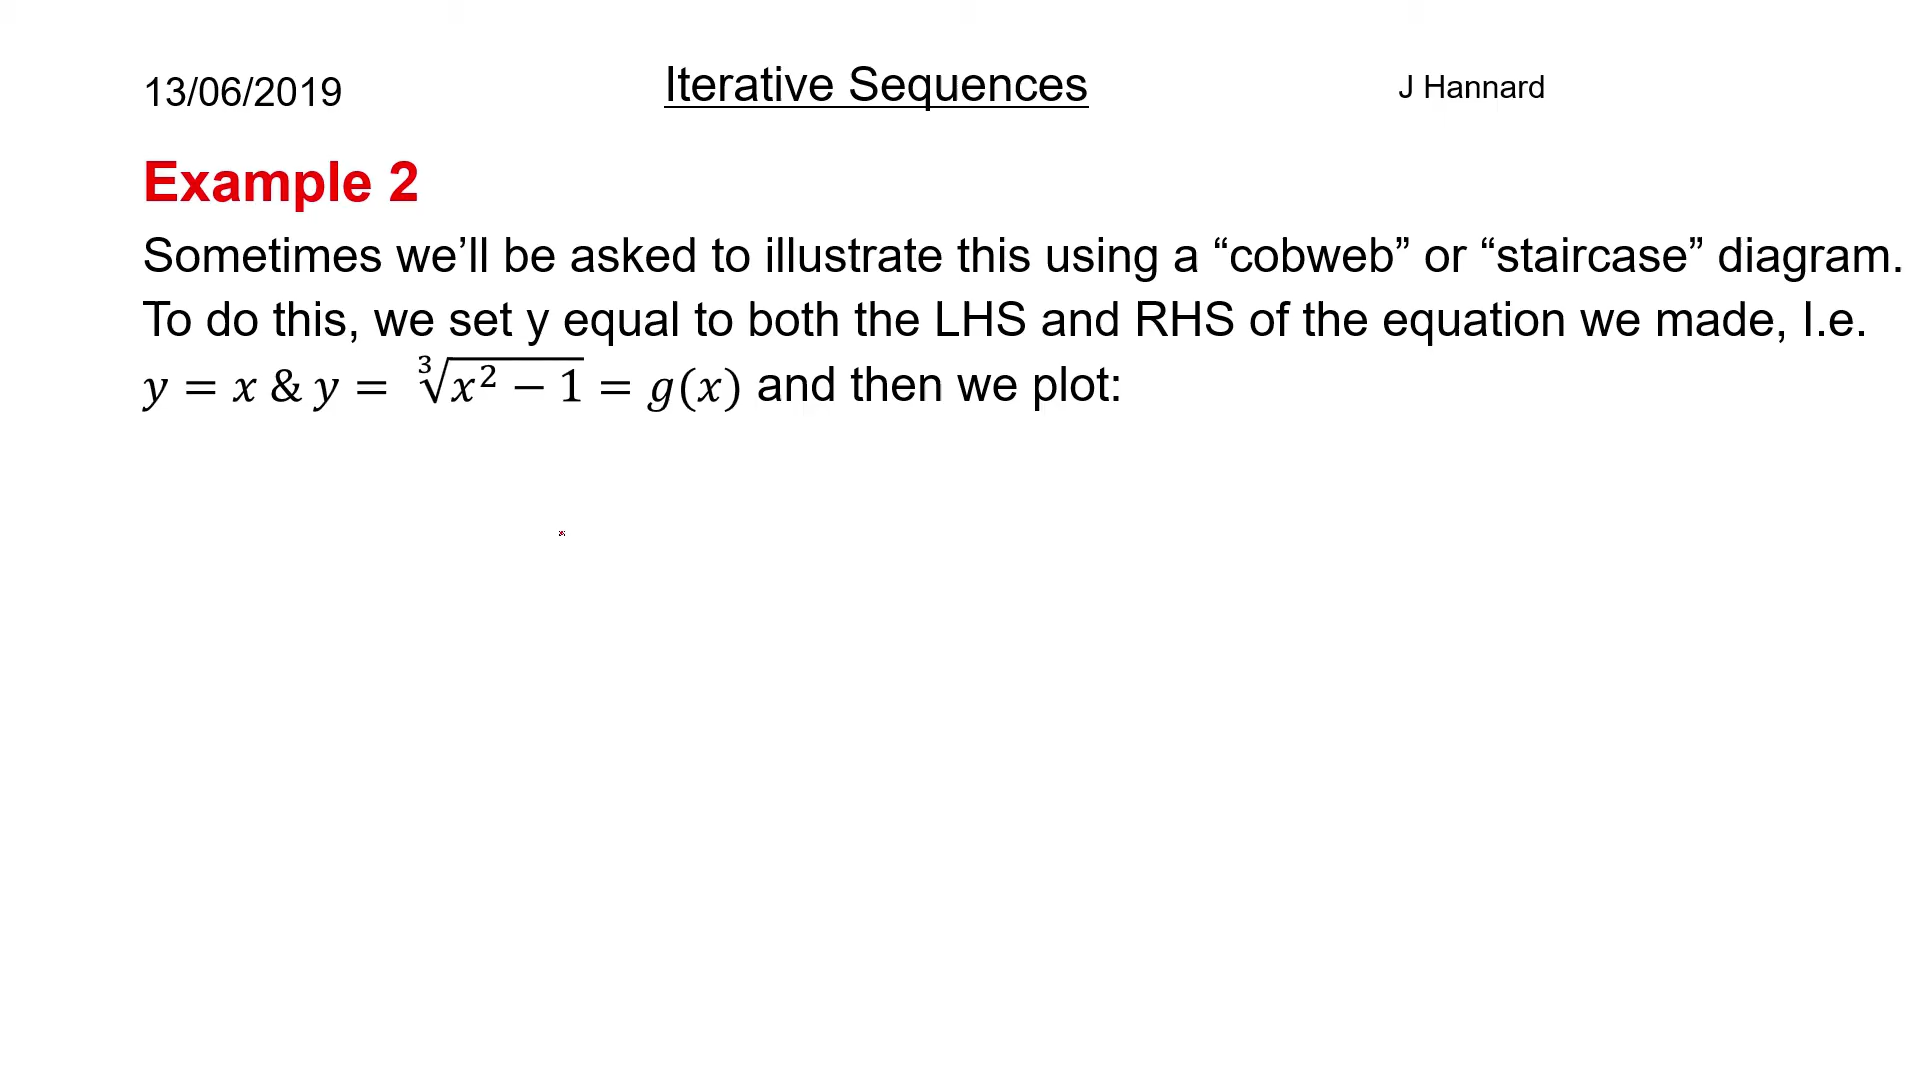 13/06/2019 Iterative Sequences J Hannard
Example 2
Sometimes we’ll be asked to illustrate this using a “cobweb” or “staircase” diagram.
To do this, we set y equal to both the LHS and RHS of the equation we made, I.e.
y = x & y = ∛(x² − 1) = g(x) and then we plot: